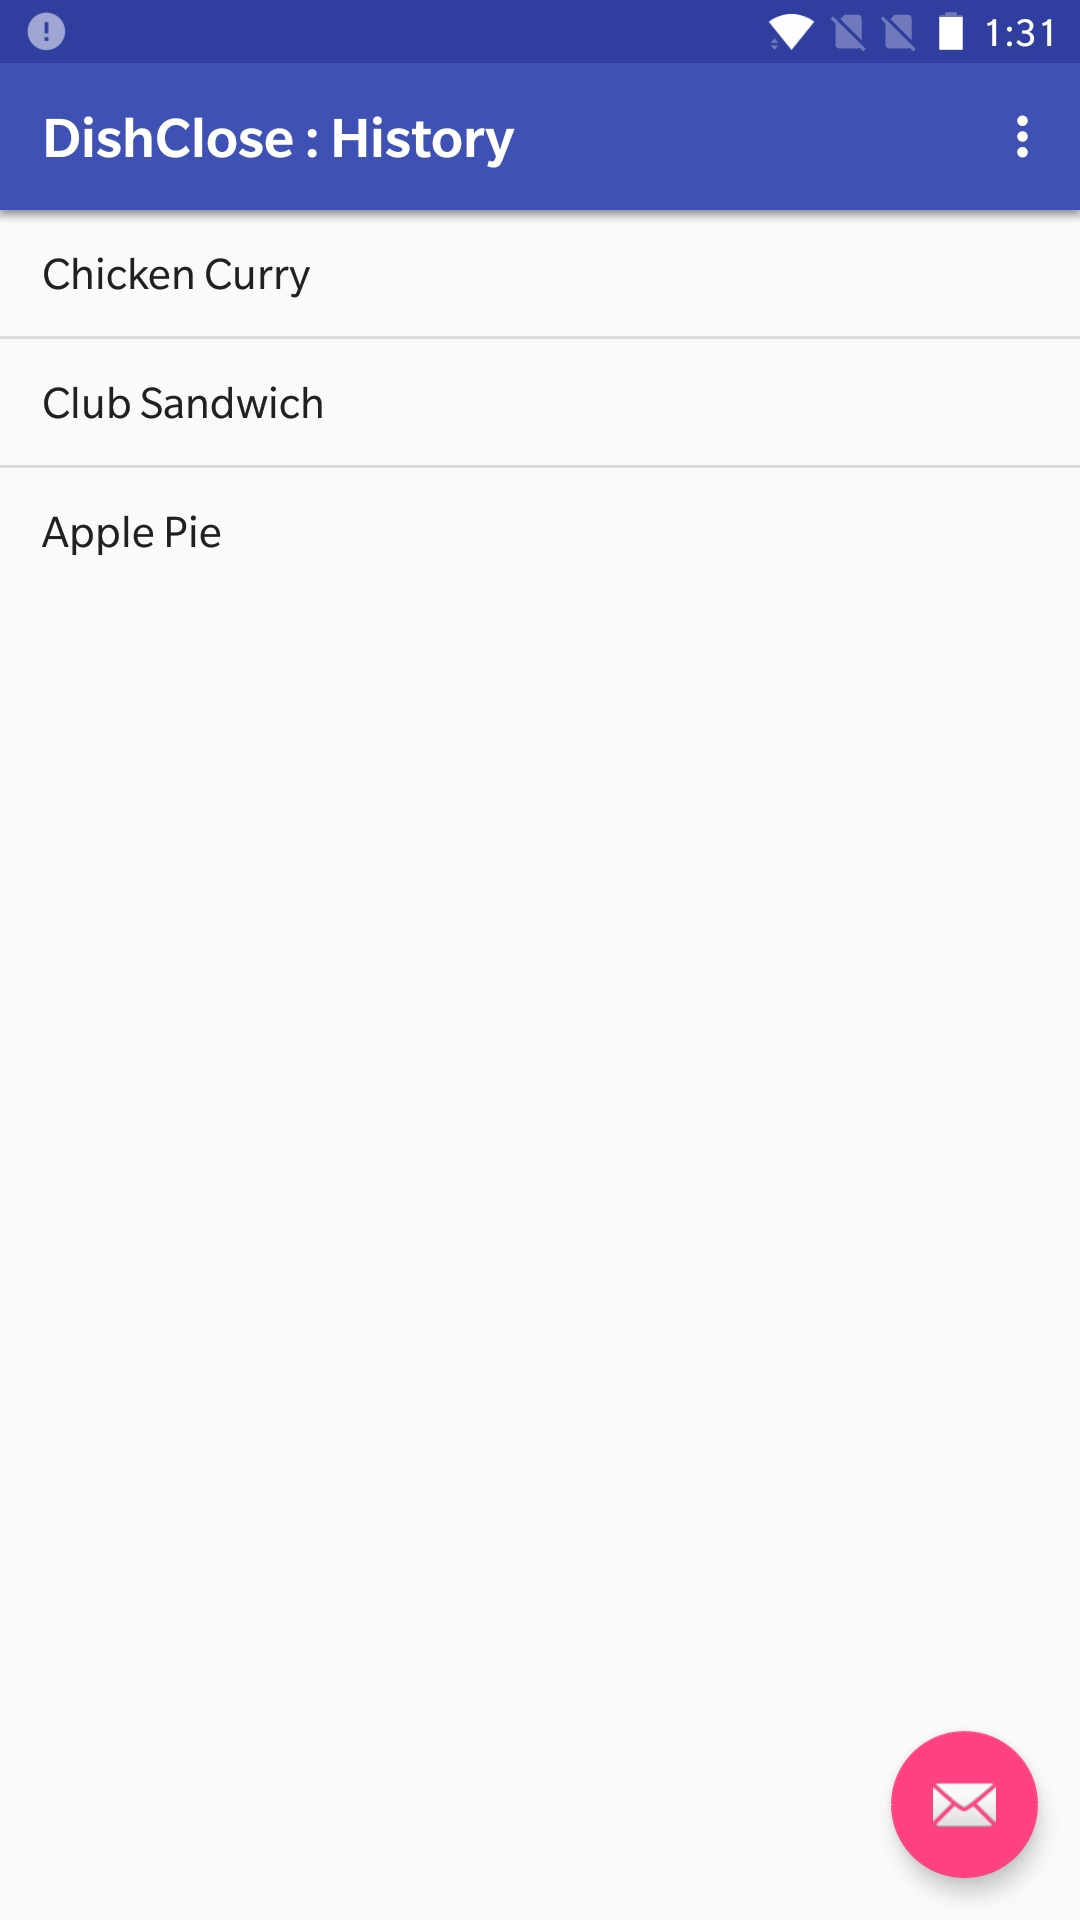 1:31
DishClose : History
Chicken Curry
Club Sandwich
Apple Pie